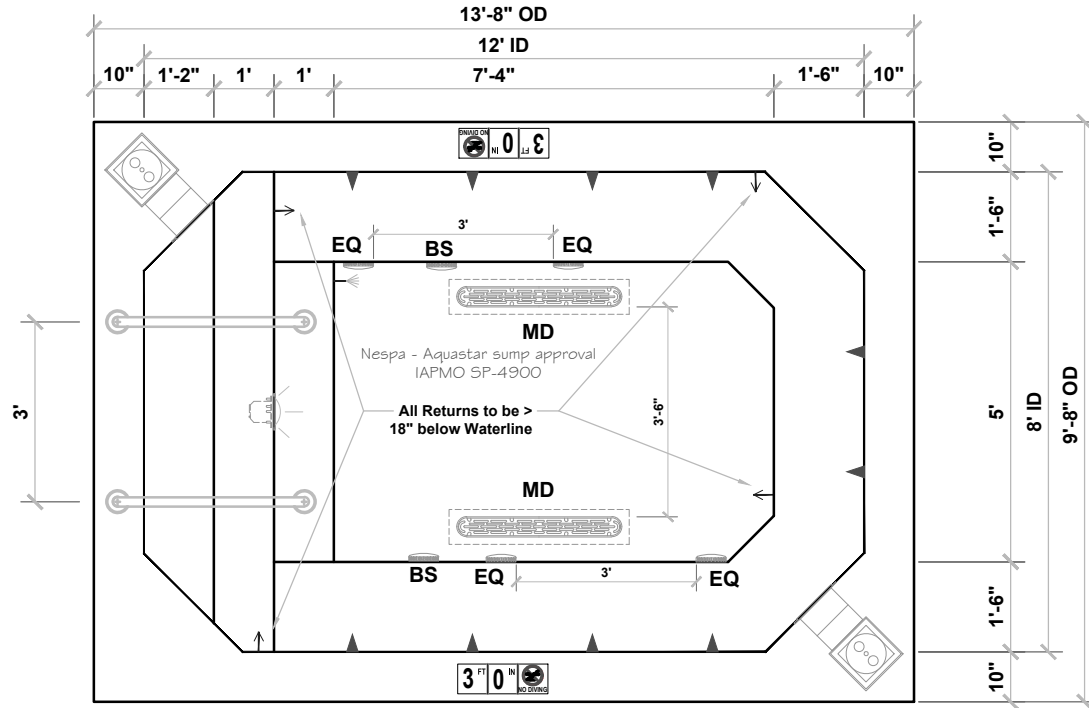 13'-8" OD
12' ID
10" 1'-2" 1' 1' 7'-4" 1'-6" 10"
NO DIVING 0 IN 3 FT
10"
1'-6"
3'
EQ BS EQ
MD
Nespa - Aquastar sump approval
IAPMO SP-4900
3'
All Returns to be >
18" below Waterline
3'-6"
5'
8' ID
9'-8" OD
MD
BS EQ 3' EQ
1'-6"
3 FT 0 IN NO DIVING
10"